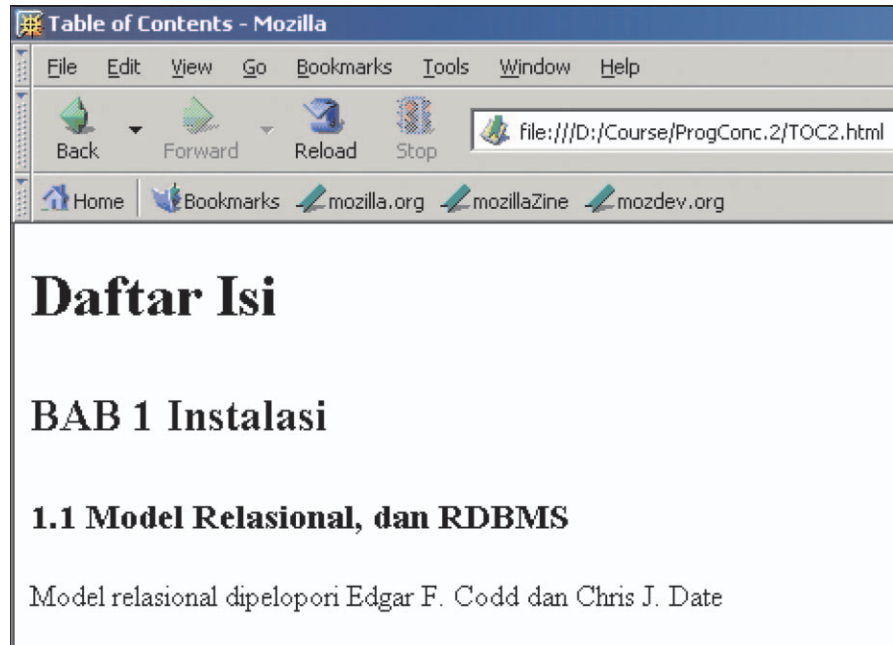 Table of Contents - Mozilla
File Edit View Go Bookmarks Tools Window Help
Back Forward Reload Stop file:///D:/Course/ProgConc.2/TOC2.html
Home Bookmarks mozilla.org mozillaZine mozdev.org
Daftar Isi
BAB 1 Instalasi
1.1 Model Relasional, dan RDBMS
Model relasional dipelopori Edgar F. Codd dan Chris J. Date